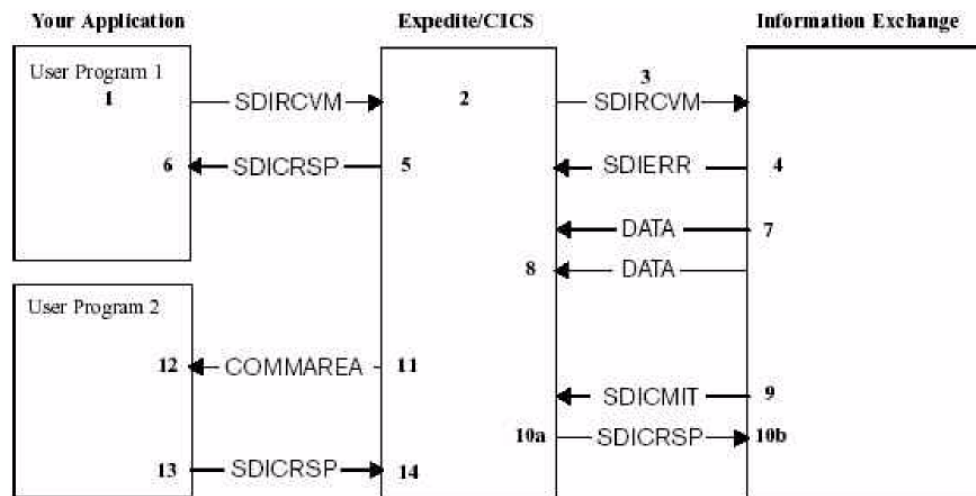 Your Application Expedite/CICS Information Exchange
User Program 1
3
1 SDIRCVM 2 SDIRCVM
6 SDICRSP 5 SDIERR 4
DATA 7
8 DATA
User Program 2
12 COMMAREA 11
SDICMIT 9
10a SDICRSP 10b
13 SDICRSP 14